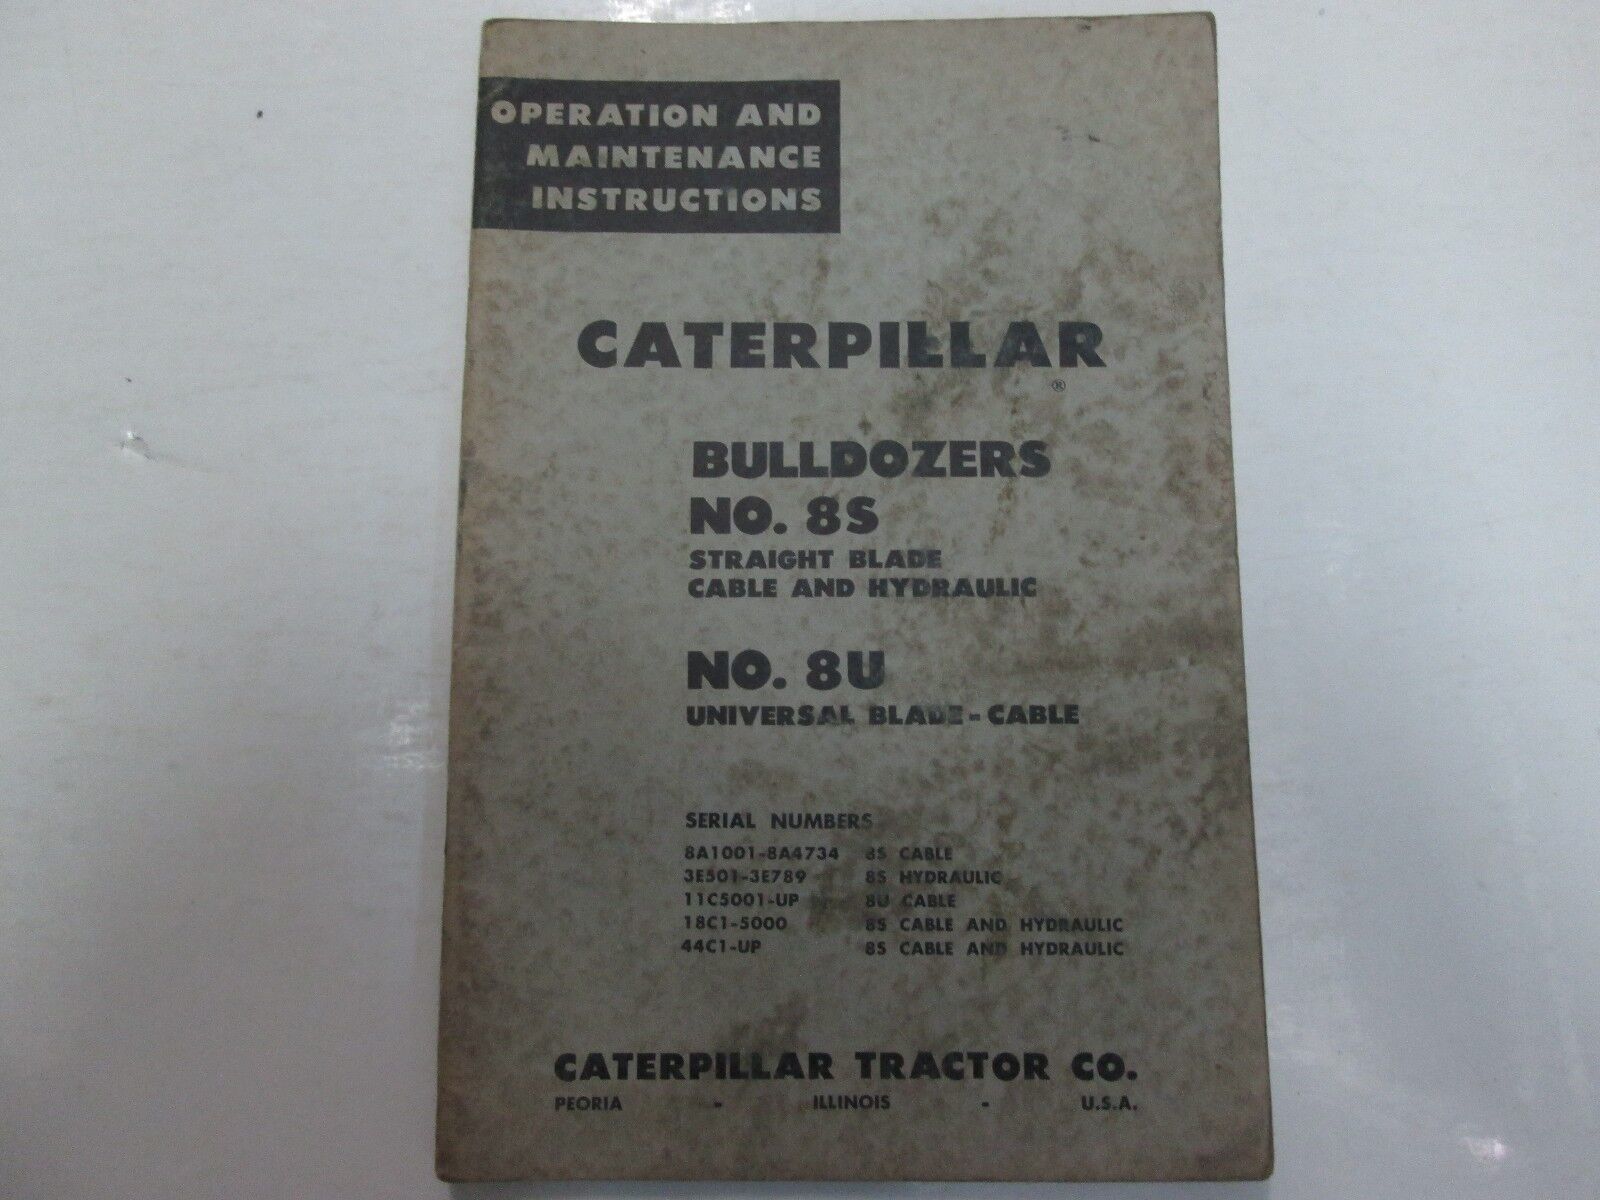 OPERATION AND
MAINTENANCE
INSTRUCTIONS
CATERPILLAR
®
BULLDOZERS
NO. 8S
STRAIGHT BLADE
CABLE AND HYDRAULIC
NO. 8U
UNIVERSAL BLADE - CABLE
SERIAL NUMBERS
8A1001-8A4734 8S CABLE
3E501-3E789 8S HYDRAULIC
11C5001-UP 8U CABLE
18C1-5000 8S CABLE AND HYDRAULIC
44C1-UP 8S CABLE AND HYDRAULIC
CATERPILLAR TRACTOR CO.
PEORIA - ILLINOIS - U.S.A.